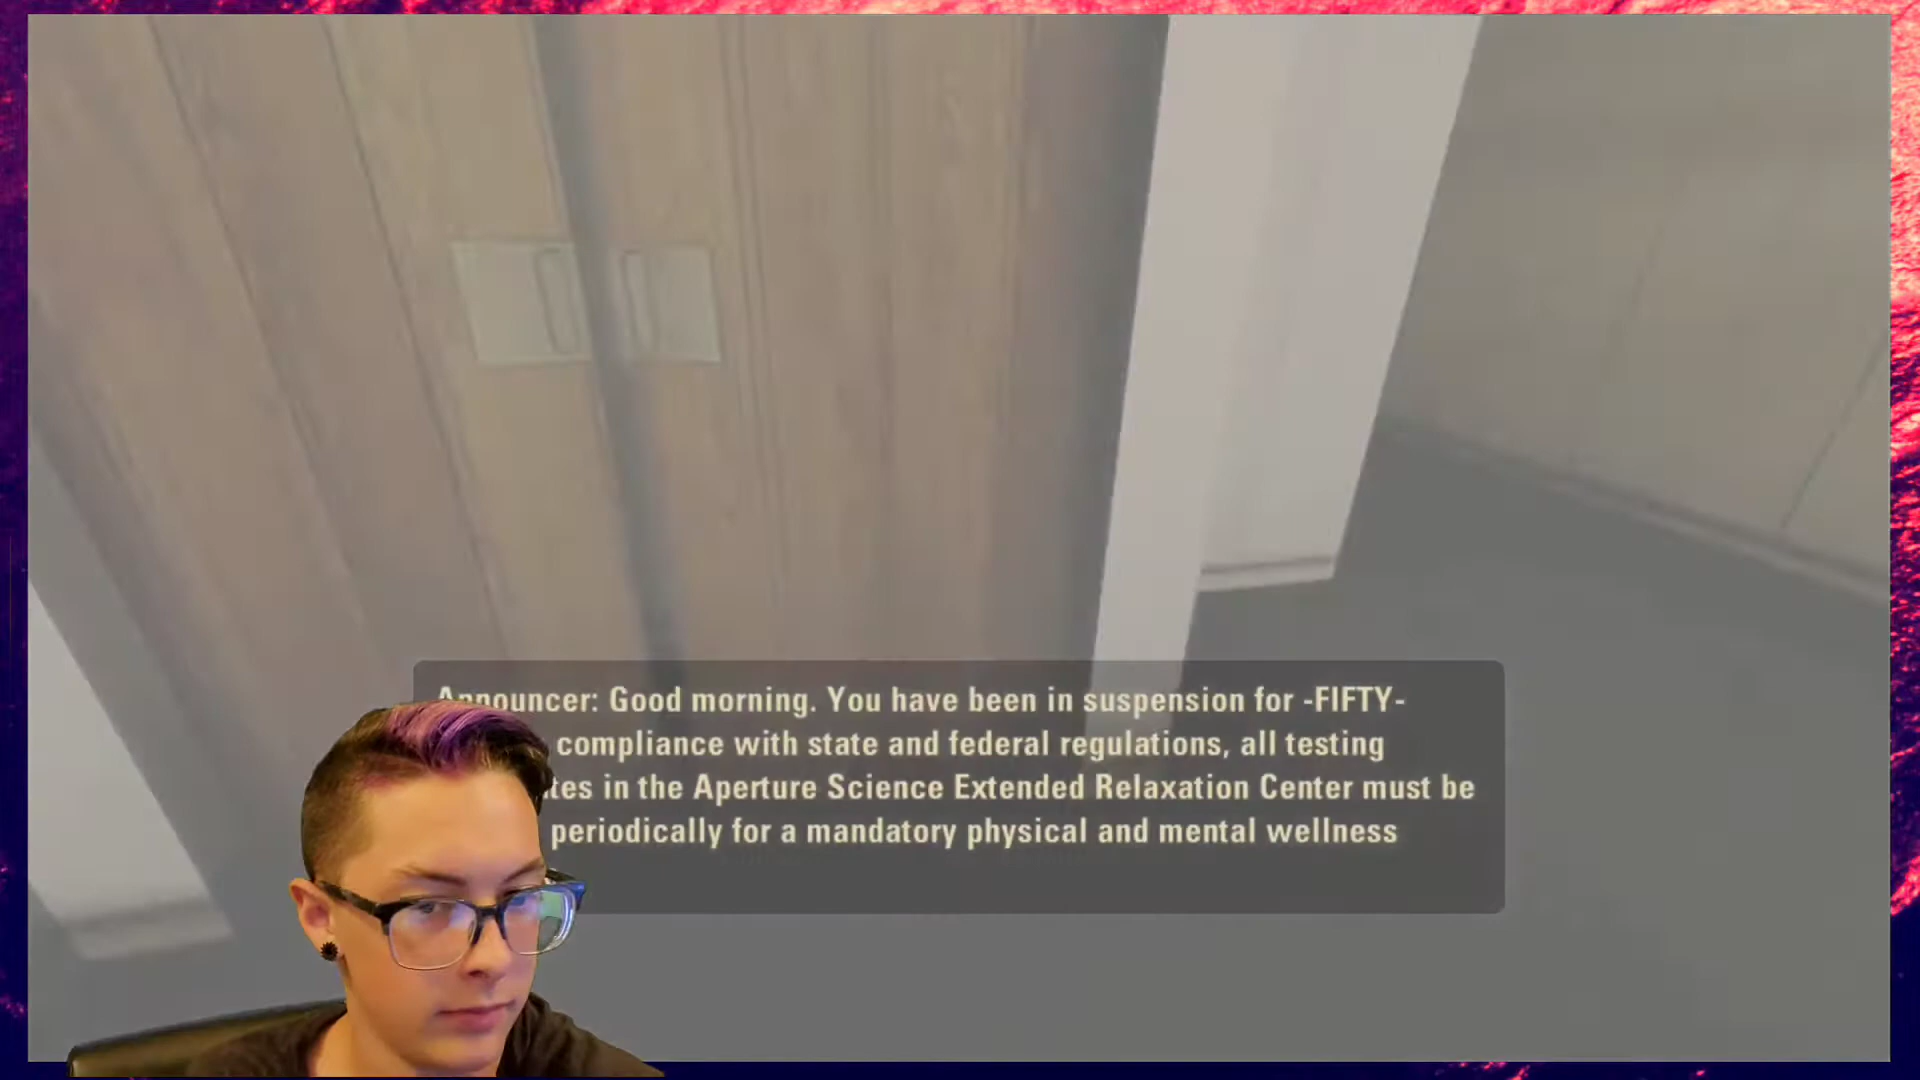 Announcer: Good morning. You have been in suspension for -FIFTY-
compliance with state and federal regulations, all testing
in the Aperture Science Extended Relaxation Center must be
periodically for a mandatory physical and mental wellness